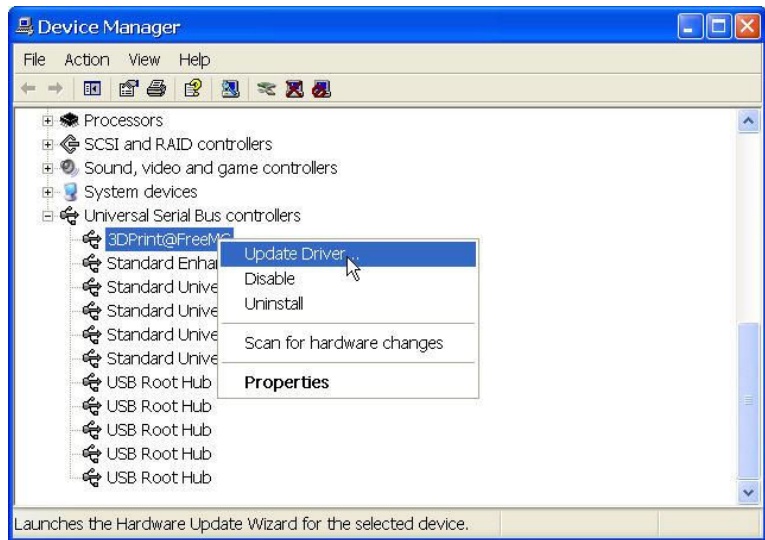 Device Manager
File Action View Help
Processors
SCSI and RAID controllers
Sound, video and game controllers
System devices
Universal Serial Bus controllers
3DPrint@FreeM
Update Driver...
Standard Enha
Disable
Standard Unive
Uninstall
Standard Unive
Standard Unive
Scan for hardware changes
Standard Unive
USB Root Hub
Properties
USB Root Hub
USB Root Hub
USB Root Hub
USB Root Hub
Launches the Hardware Update Wizard for the selected device.